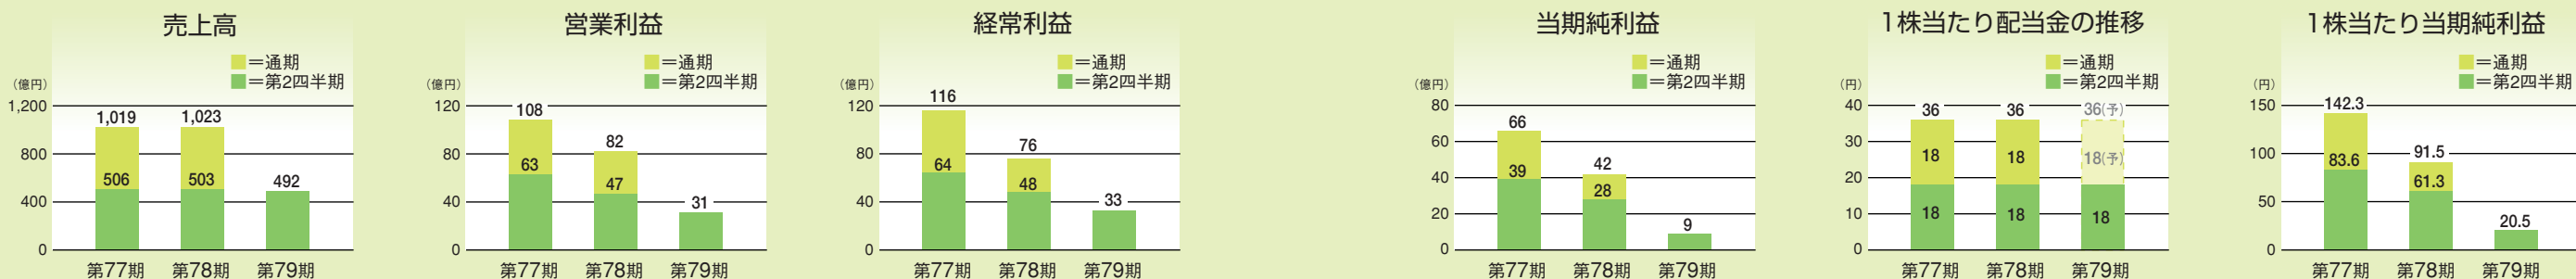 売上高
＝通期
＝第2四半期
（億円）
1,200
800
400
0
1,019
506
1,023
503
492
第77期
第78期
第79期
営業利益
＝通期
＝第2四半期
（億円）
120
80
40
0
108
63
82
47
31
第77期
第78期
第79期
経常利益
＝通期
＝第2四半期
（億円）
120
80
40
0
116
64
76
48
33
第77期
第78期
第79期
当期純利益
＝通期
＝第2四半期
（億円）
80
60
40
20
0
66
39
42
28
9
第77期
第78期
第79期
1株当たり配当金の推移
＝通期
＝第2四半期
（円）
40
30
20
10
0
36
18
18
36
18
18
36(予)
18(予)
18
第77期
第78期
第79期
1株当たり当期純利益
＝通期
＝第2四半期
（円）
150
100
50
0
142.3
83.6
91.5
61.3
20.5
第77期
第78期
第79期